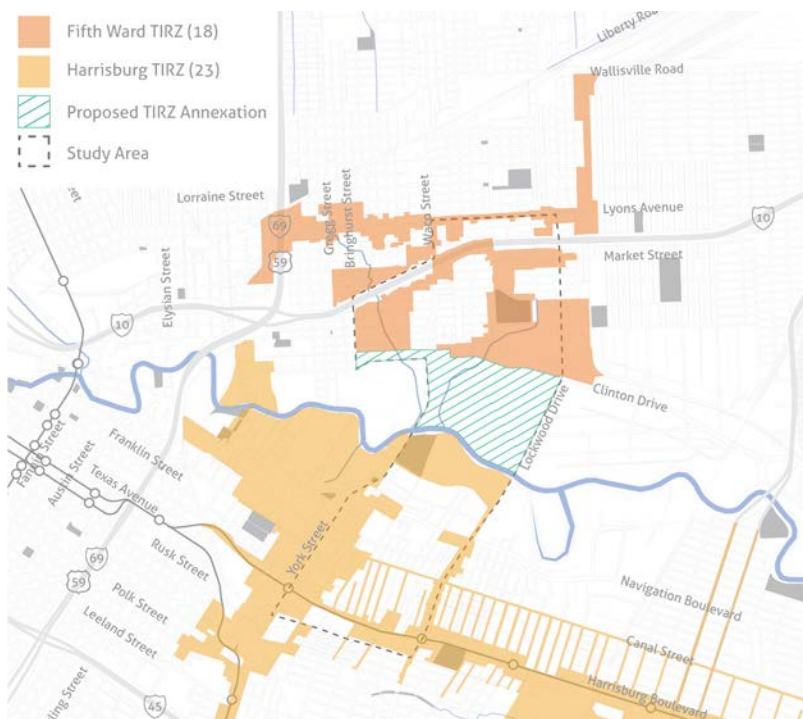 Fifth Ward TIRZ (18)
Harrisburg TIRZ (23)
Proposed TIRZ Annexation
Study Area
Liberty Road
Wallisville Road
Lorraine Street
Gregg Street
Bringhurst Street
Waco Street
Lyons Avenue
69
59
10
Market Street
Elysian Street
10
Clinton Drive
Lockwood Drive
Franklin Street
Fannin Street
Austin Street
Texas Avenue
Rusk Street
York Street
69
59
Polk Street
Leeland Street
Navigation Boulevard
Canal Street
Harrisburg Boulevard
45